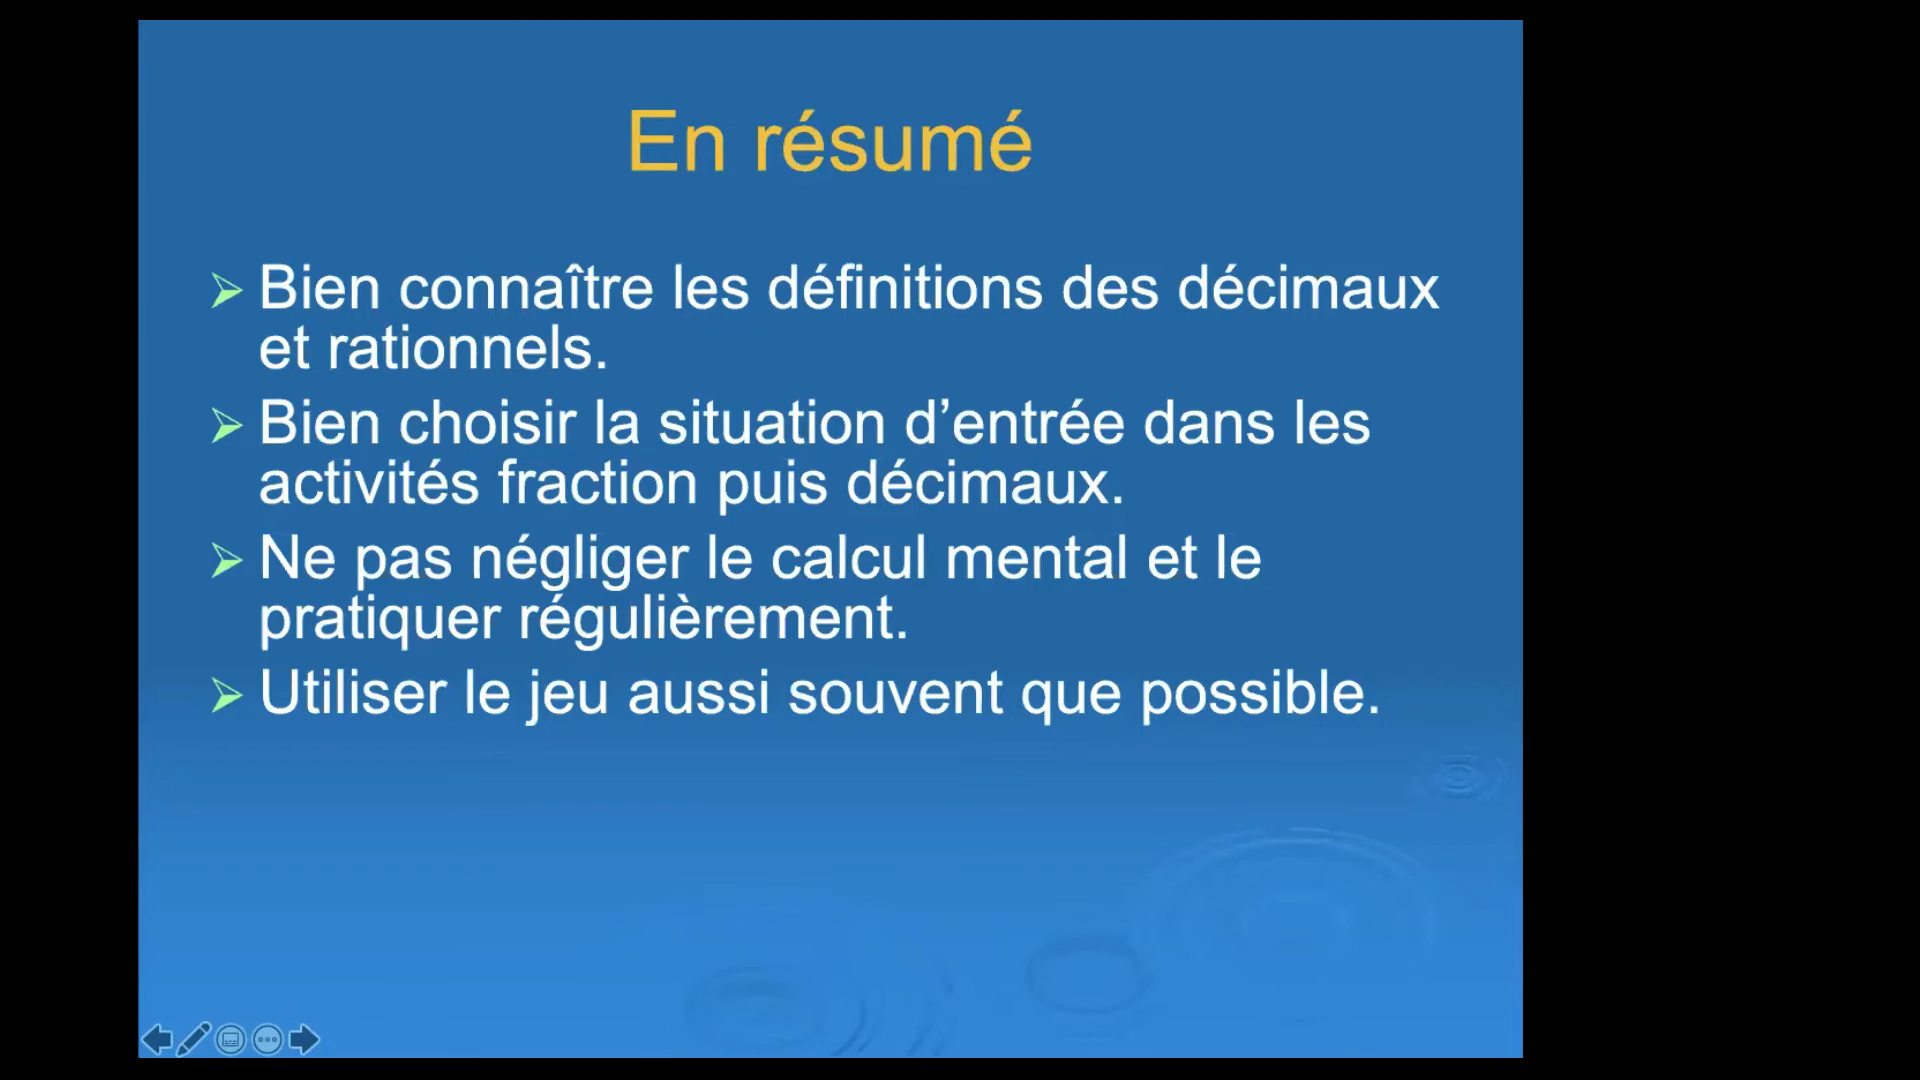 En résumé
Bien connaître les définitions des décimaux
et rationnels.
Bien choisir la situation d’entrée dans les
activités fraction puis décimaux.
Ne pas négliger le calcul mental et le
pratiquer régulièrement.
Utiliser le jeu aussi souvent que possible.